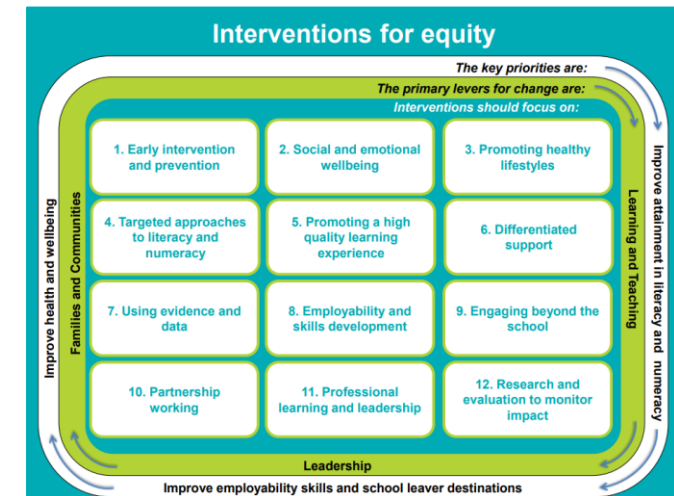 Interventions for equity
The key priorities are:
The primary levers for change are:
Interventions should focus on:
1. Early intervention
and prevention
2. Social and emotional
wellbeing
3. Promoting healthy
lifestyles
4. Targeted approaches
to literacy and
numeracy
5. Promoting a high
quality learning
experience
6. Differentiated
support
7. Using evidence and
data
8. Employability and
skills development
9. Engaging beyond the
school
10. Partnership
working
11. Professional
learning and leadership
12. Research and
evaluation to monitor
impact
Learning and Teaching
Improve attainment in literacy and numeracy
Leadership
Improve employability skills and school leaver destinations
Families and Communities
Improve health and wellbeing